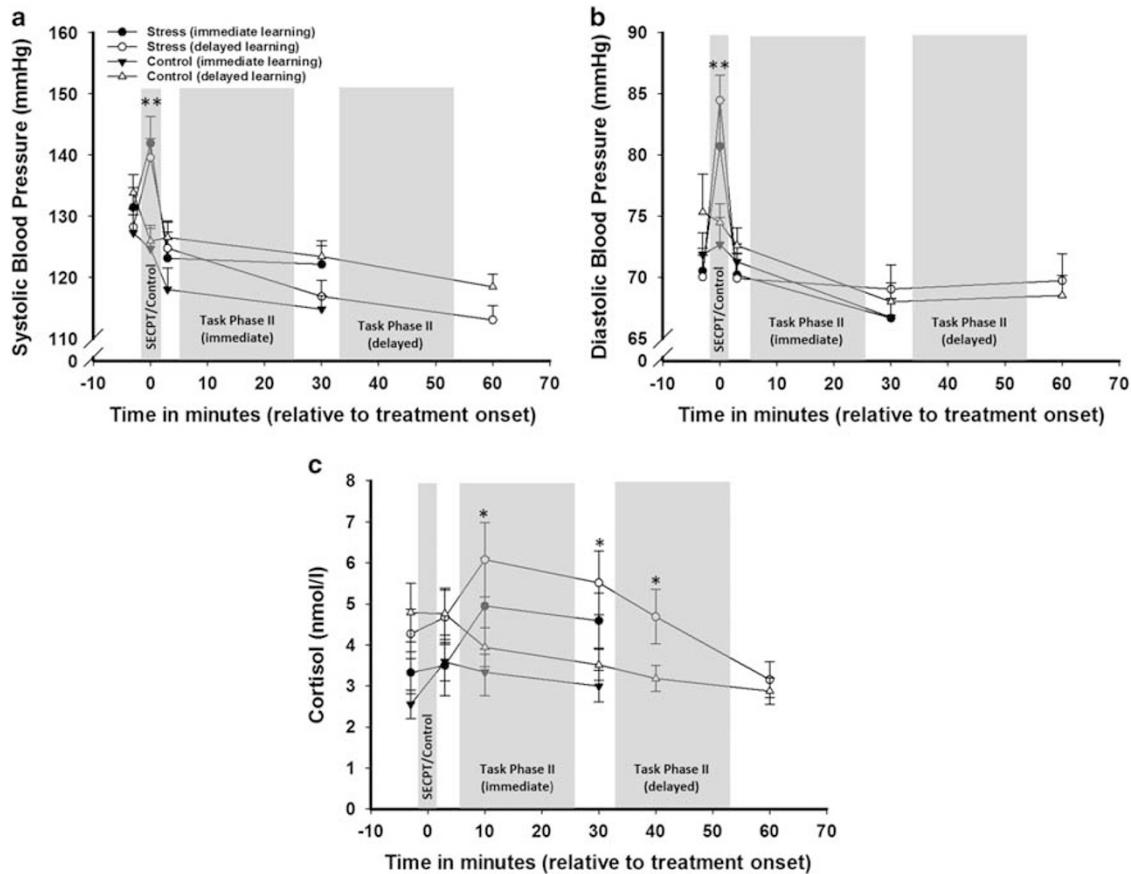 a
160
150
140
130
120
110
0
Systolic Blood Pressure (mmHg)
Stress (immediate learning)
Stress (delayed learning)
Control (immediate learning)
Control (delayed learning)
**
SECPT/Control
Task Phase II
(immediate)
Task Phase II
(delayed)
-10 0 10 20 30 40 50 60 70
Time in minutes (relative to treatment onset)
b
90
85
80
75
70
65
0
Diastolic Blood Pressure (mmHg)
**
SECPT/Control
Task Phase II
(immediate)
Task Phase II
(delayed)
-10 0 10 20 30 40 50 60 70
Time in minutes (relative to treatment onset)
c
8
7
6
5
4
3
2
1
0
Cortisol (nmol/l)
*
*
*
SECPT/Control
Task Phase II
(immediate)
Task Phase II
(delayed)
-10 0 10 20 30 40 50 60 70
Time in minutes (relative to treatment onset)